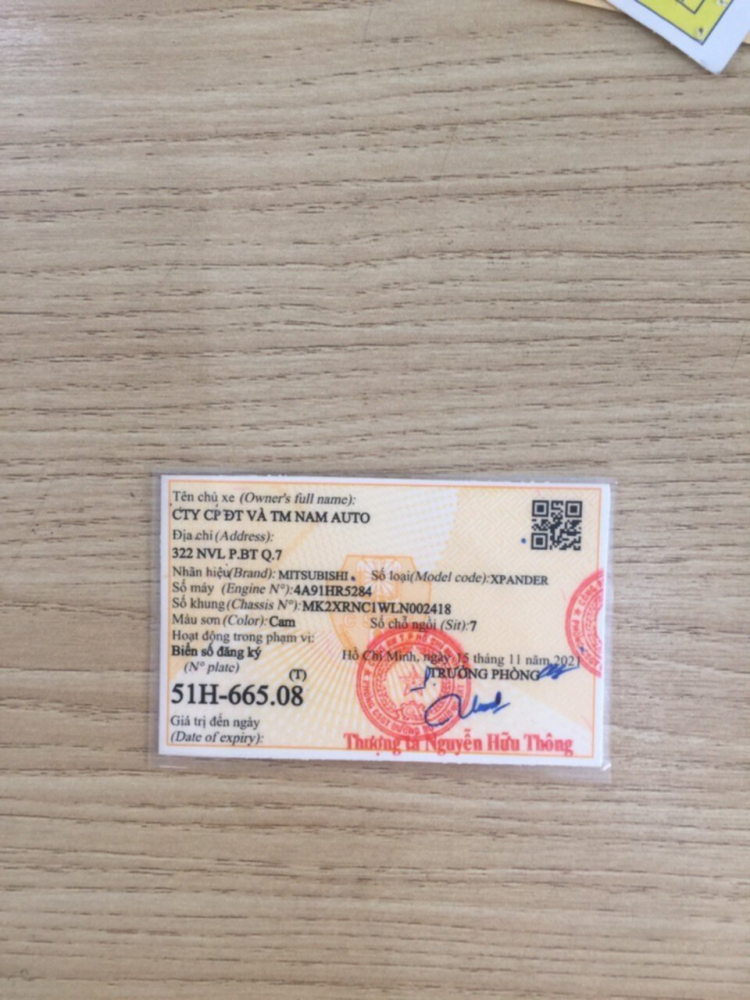 Tên chủ xe (Owner's full name):
CTY CP ĐT VÀ TM NAM AUTO
Địa chỉ (Address):
322 NVL P.BT Q.7
Nhãn hiệu(Brand): MITSUBISHI Số loại(Model code):XPANDER
Số máy (Engine N°):4A91HR5284
Số khung(Chassis N°):MK2XRNC1WLN002418
Màu sơn (Color): Cam Số chỗ ngồi (Sit):7
Hoạt động trong phạm vi:
Biển số đăng ký Hồ Chí Minh, ngày 15 tháng 11 năm 2021
(N° plate) (T) TRƯỞNG PHÒNG
51H-665.08
Giá trị đến ngày
(Date of expiry): Thượng tá Nguyễn Hữu Thông